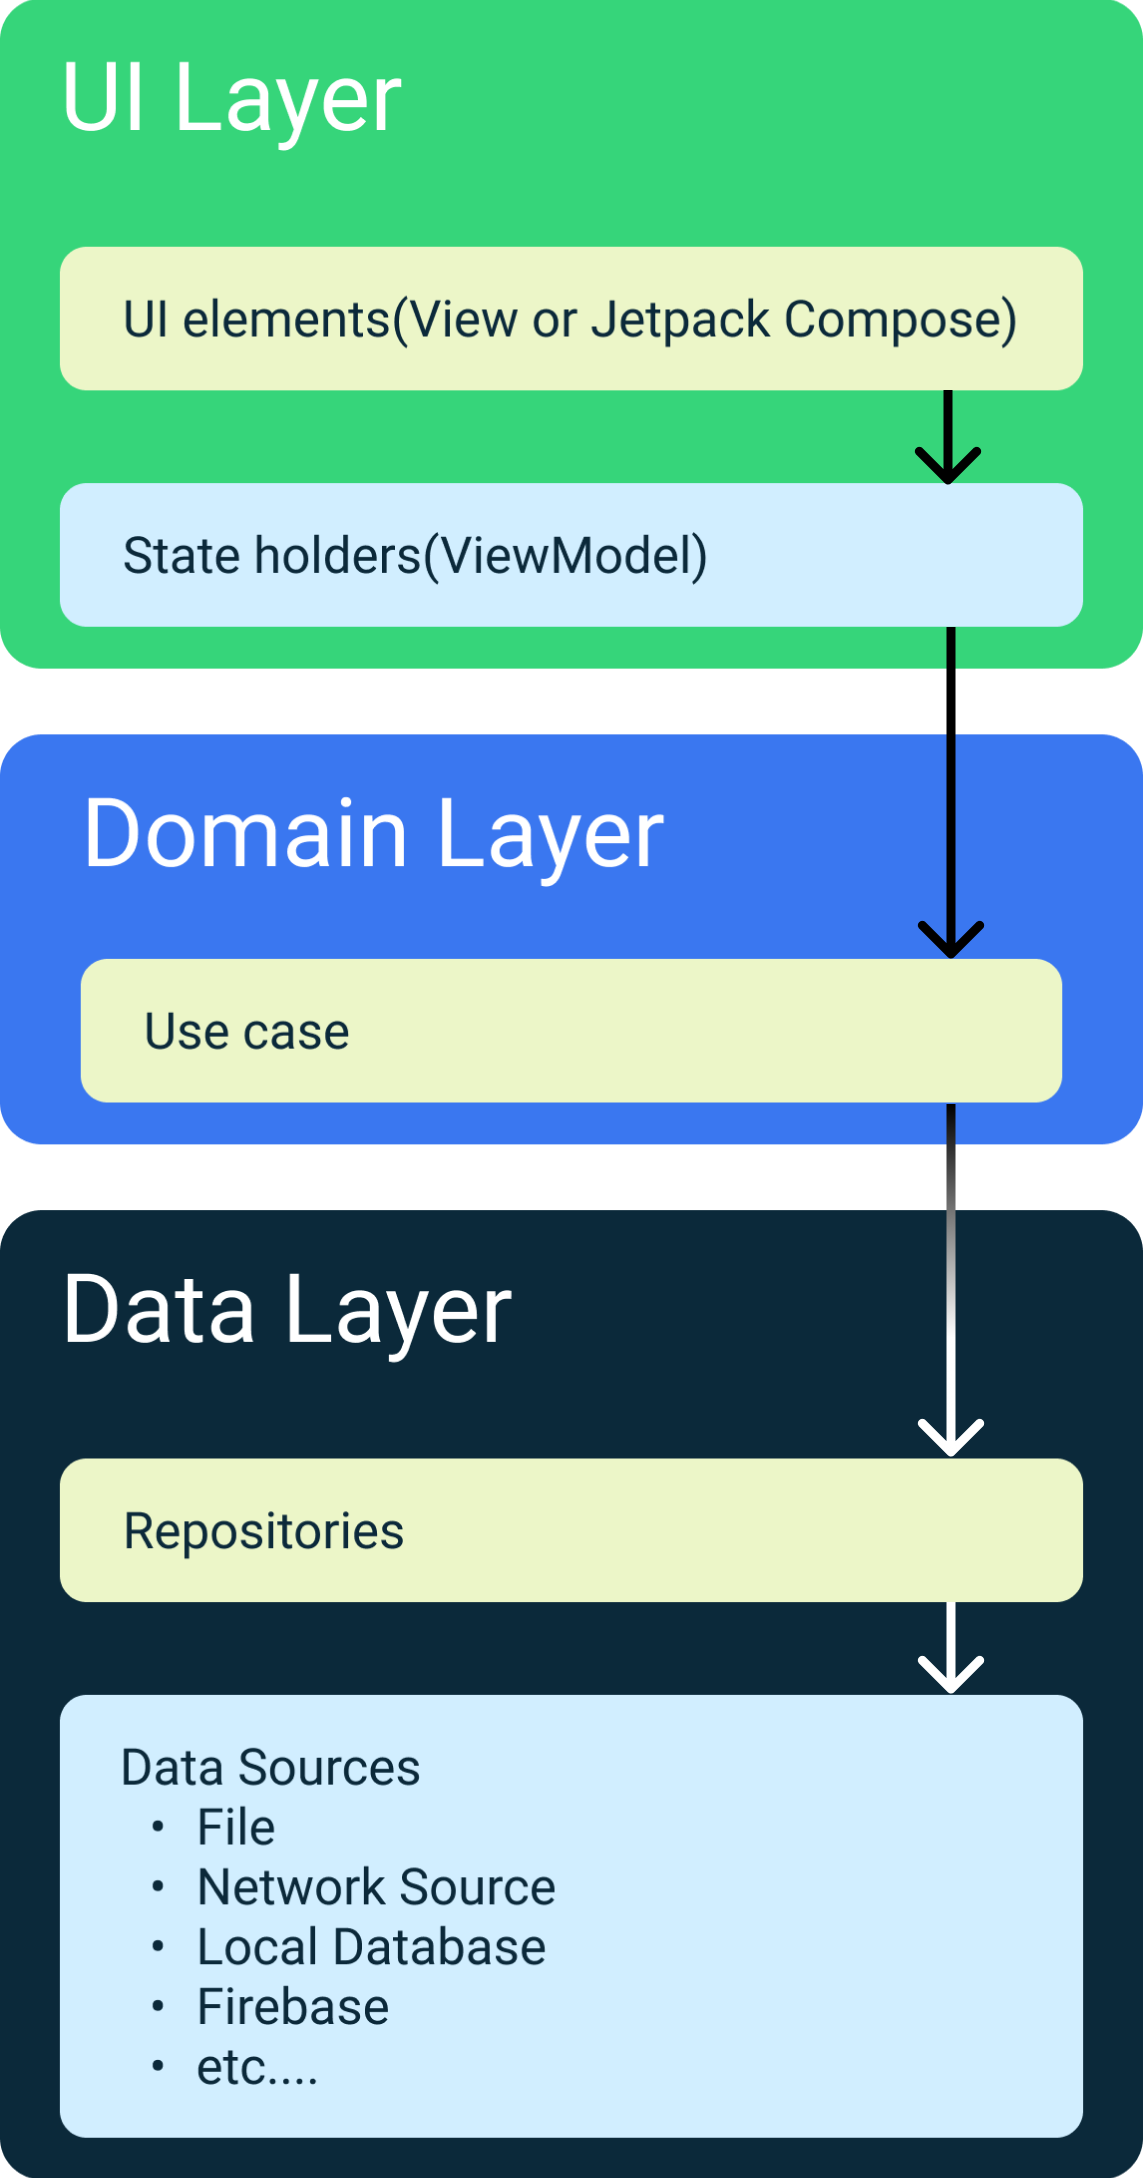 UI Layer
UI elements(View or Jetpack Compose)
State holders(ViewModel)
Domain Layer
Use case
Data Layer
Repositories
Data Sources
• File
• Network Source
• Local Database
• Firebase
• etc....